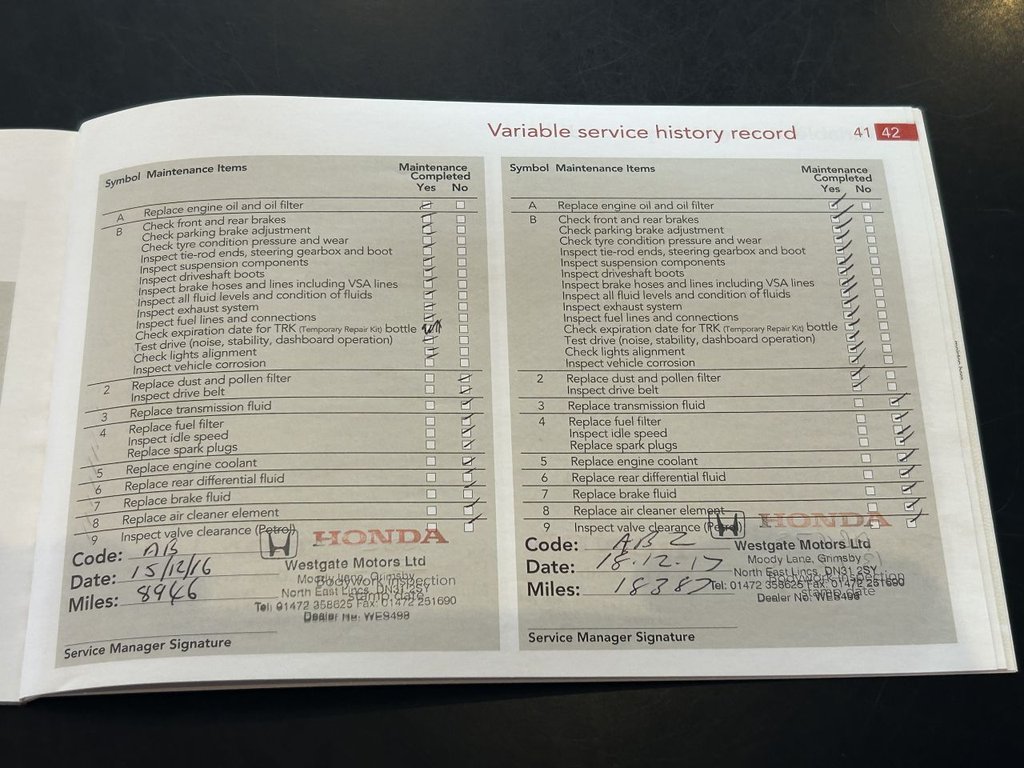 Variable service history record 41 42
Symbol Maintenance Items Maintenance Completed
Yes No
A Replace engine oil and oil filter
B Check front and rear brakes
Check parking brake adjustment
Check tyre condition pressure and wear
Inspect tie-rod ends, steering gearbox and boot
Inspect suspension components
Inspect driveshaft boots
Inspect brake hoses and lines including VSA lines
Inspect all fluid levels and condition of fluids
Inspect exhaust system
Inspect fuel lines and connections
Check expiration date for TRK (Temporary Repair Kit) bottle
Test drive (noise, stability, dashboard operation)
Check lights alignment
Inspect vehicle corrosion
2 Replace dust and pollen filter
Inspect drive belt
3 Replace transmission fluid
4 Replace fuel filter
Inspect idle speed
Replace spark plugs
5 Replace engine coolant
6 Replace rear differential fluid
7 Replace brake fluid
8 Replace air cleaner element
9 Inspect valve clearance (Petrol)
HONDA
Code: AB
Westgate Motors Ltd
Date: 15/12/16
Moody Lane, Grimsby
Bodywork inspection
North East Lincs, DN31 2SY
stamp date
Miles: 8946
Tel: 01472 358625 Fax: 01472 251690
Dealer No: WES498
Service Manager Signature
Symbol Maintenance Items Maintenance Completed
Yes No
A Replace engine oil and oil filter
B Check front and rear brakes
Check parking brake adjustment
Check tyre condition pressure and wear
Inspect tie-rod ends, steering gearbox and boot
Inspect suspension components
Inspect driveshaft boots
Inspect brake hoses and lines including VSA lines
Inspect all fluid levels and condition of fluids
Inspect exhaust system
Inspect fuel lines and connections
Check expiration date for TRK (Temporary Repair Kit) bottle
Test drive (noise, stability, dashboard operation)
Check lights alignment
Inspect vehicle corrosion
2 Replace dust and pollen filter
Inspect drive belt
3 Replace transmission fluid
4 Replace fuel filter
Inspect idle speed
Replace spark plugs
5 Replace engine coolant
6 Replace rear differential fluid
7 Replace brake fluid
8 Replace air cleaner element
9 Inspect valve clearance (Petrol)
HONDA
Code: AB2
Westgate Motors Ltd
Date: 18.12.17
Moody Lane, Grimsby
North East Lincs, DN31 2SY
Bodywork inspection
Miles: 18387
Tel: 01472 358625 Fax: 01472 251690
stamp date
Dealer No: WES498
Service Manager Signature